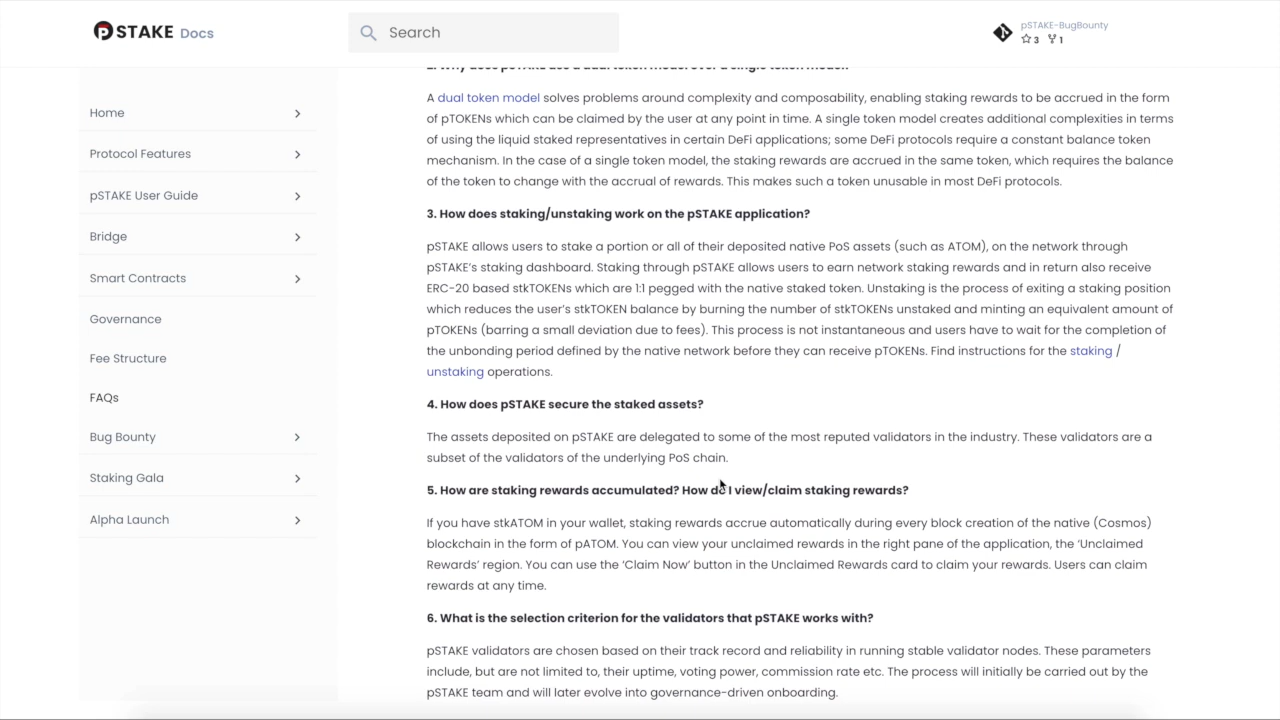 pSTAKE Docs
Search
pSTAKE-BugBounty
3 1
Home
Protocol Features
pSTAKE User Guide
Bridge
Smart Contracts
Governance
Fee Structure
FAQs
Bug Bounty
Staking Gala
Alpha Launch
2. Why does pSTAKE use a dual token model over a single token model?
A dual token model solves problems around complexity and composability, enabling staking rewards to be accrued in the form
of pTOKENs which can be claimed by the user at any point in time. A single token model creates additional complexities in terms
of using the liquid staked representatives in certain DeFi applications; some DeFi protocols require a constant balance token
mechanism. In the case of a single token model, the staking rewards are accrued in the same token, which requires the balance
of the token to change with the accrual of rewards. This makes such a token unusable in most DeFi protocols.
3. How does staking/unstaking work on the pSTAKE application?
pSTAKE allows users to stake a portion or all of their deposited native PoS assets (such as ATOM), on the network through
pSTAKE's staking dashboard. Staking through pSTAKE allows users to earn network staking rewards and in return also receive
ERC-20 based stkTOKENs which are 1:1 pegged with the native staked token. Unstaking is the process of exiting a staking position
which reduces the user's stkTOKEN balance by burning the number of stkTOKENs unstaked and minting an equivalent amount of
pTOKENs (barring a small deviation due to fees). This process is not instantaneous and users have to wait for the completion of
the unbonding period defined by the native network before they can receive pTOKENs. Find instructions for the staking /
unstaking operations.
4. How does pSTAKE secure the staked assets?
The assets deposited on pSTAKE are delegated to some of the most reputed validators in the industry. These validators are a
subset of the validators of the underlying PoS chain.
5. How are staking rewards accumulated? How do I view/claim staking rewards?
If you have stkATOM in your wallet, staking rewards accrue automatically during every block creation of the native (Cosmos)
blockchain in the form of pATOM. You can view your unclaimed rewards in the right pane of the application, the 'Unclaimed
Rewards' region. You can use the 'Claim Now' button in the Unclaimed Rewards card to claim your rewards. Users can claim
rewards at any time.
6. What is the selection criterion for the validators that pSTAKE works with?
pSTAKE validators are chosen based on their track record and reliability in running stable validator nodes. These parameters
include, but are not limited to, their uptime, voting power, commission rate etc. The process will initially be carried out by the
pSTAKE team and will later evolve into governance-driven onboarding.